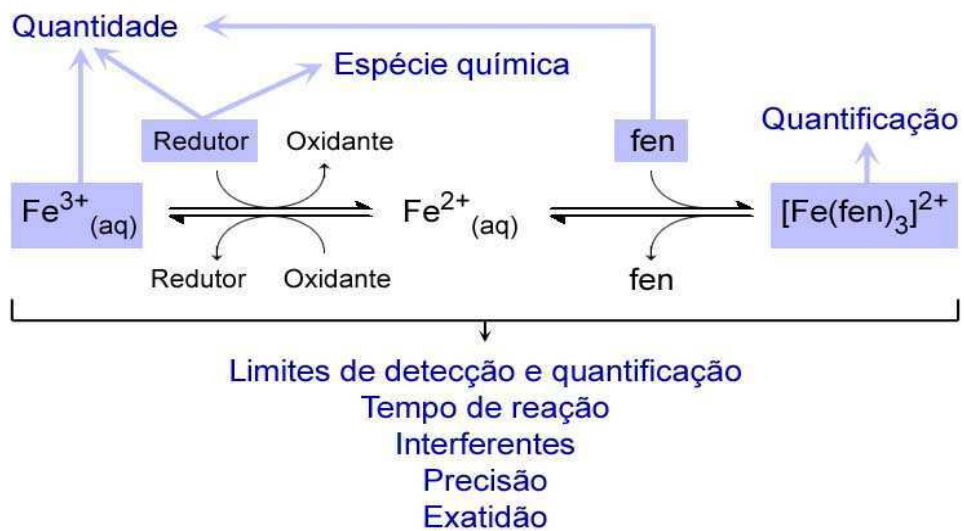 Quantidade
Espécie química
Quantificação
Redutor Oxidante fen
Fe³⁺(aq) Fe²⁺(aq) [Fe(fen)₃]²⁺
Redutor Oxidante fen
Limites de detecção e quantificação
Tempo de reação
Interferentes
Precisão
Exatidão